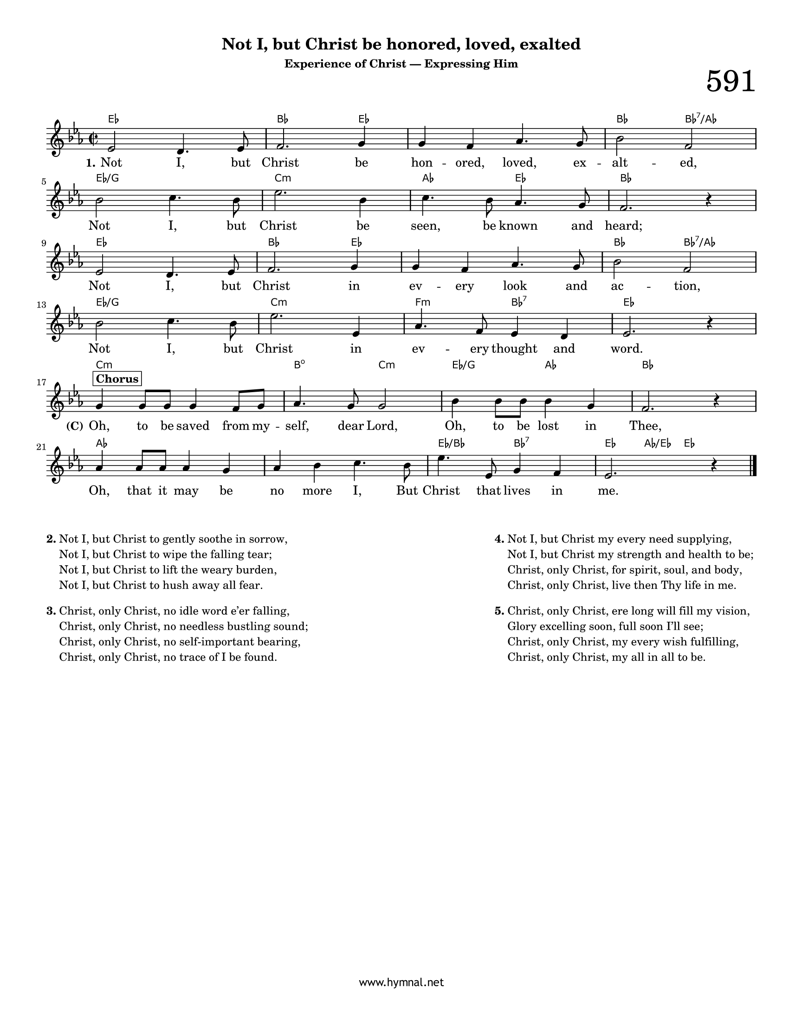 Not I, but Christ be honored, loved, exalted
Experience of Christ — Expressing Him
591
E♭ B♭ E♭ B♭ B♭7/A♭
1. Not I, but Christ be hon - ored, loved, ex - alt - ed,
5 E♭/G Cm A♭ E♭ B♭
Not I, but Christ be seen, be known and heard;
9 E♭ B♭ E♭ B♭ B♭7/A♭
Not I, but Christ in ev - ery look and ac - tion,
13 E♭/G Cm Fm B♭7 E♭
Not I, but Christ in ev - ery thought and word.
Cm B° Cm E♭/G A♭ B♭
Chorus
17
(C) Oh, to be saved from my - self, dear Lord, Oh, to be lost in Thee,
21 A♭ E♭/B♭ B♭7 E♭ A♭/E♭ E♭
Oh, that it may be no more I, But Christ that lives in me.
2. Not I, but Christ to gently soothe in sorrow,
Not I, but Christ to wipe the falling tear;
Not I, but Christ to lift the weary burden,
Not I, but Christ to hush away all fear.
3. Christ, only Christ, no idle word e'er falling,
Christ, only Christ, no needless bustling sound;
Christ, only Christ, no self-important bearing,
Christ, only Christ, no trace of I be found.
4. Not I, but Christ my every need supplying,
Not I, but Christ my strength and health to be;
Christ, only Christ, for spirit, soul, and body,
Christ, only Christ, live then Thy life in me.
5. Christ, only Christ, ere long will fill my vision,
Glory excelling soon, full soon I'll see;
Christ, only Christ, my every wish fulfilling,
Christ, only Christ, my all in all to be.
www.hymnal.net